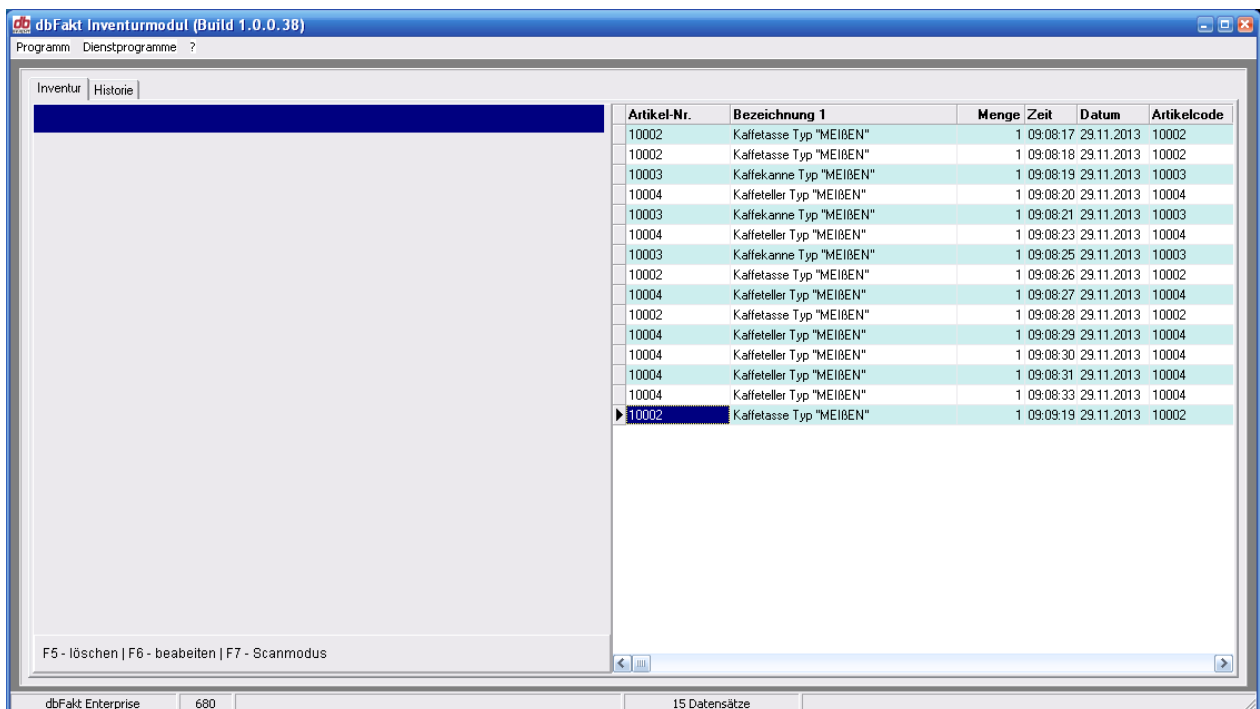 db dbFakt Inventurmodul (Build 1.0.0.38)
Programm Dienstprogramme ?
Inventur Historie
Artikel-Nr. Bezeichnung 1 Menge Zeit Datum Artikelcode
10002 Kaffetasse Typ "MEIßEN" 1 09:08:17 29.11.2013 10002
10002 Kaffetasse Typ "MEIßEN" 1 09:08:18 29.11.2013 10002
10003 Kaffekanne Typ "MEIßEN" 1 09:08:19 29.11.2013 10003
10004 Kaffeteller Typ "MEIßEN" 1 09:08:20 29.11.2013 10004
10003 Kaffekanne Typ "MEIßEN" 1 09:08:21 29.11.2013 10003
10004 Kaffeteller Typ "MEIßEN" 1 09:08:23 29.11.2013 10004
10003 Kaffekanne Typ "MEIßEN" 1 09:08:25 29.11.2013 10003
10002 Kaffetasse Typ "MEIßEN" 1 09:08:26 29.11.2013 10002
10004 Kaffeteller Typ "MEIßEN" 1 09:08:27 29.11.2013 10004
10002 Kaffetasse Typ "MEIßEN" 1 09:08:28 29.11.2013 10002
10004 Kaffeteller Typ "MEIßEN" 1 09:08:29 29.11.2013 10004
10004 Kaffeteller Typ "MEIßEN" 1 09:08:30 29.11.2013 10004
10004 Kaffeteller Typ "MEIßEN" 1 09:08:31 29.11.2013 10004
10004 Kaffeteller Typ "MEIßEN" 1 09:08:33 29.11.2013 10004
10002 Kaffetasse Typ "MEIßEN" 1 09:09:19 29.11.2013 10002
F5 - löschen | F6 - beabeiten | F7 - Scanmodus
dbFakt Enterprise 680 15 Datensätze